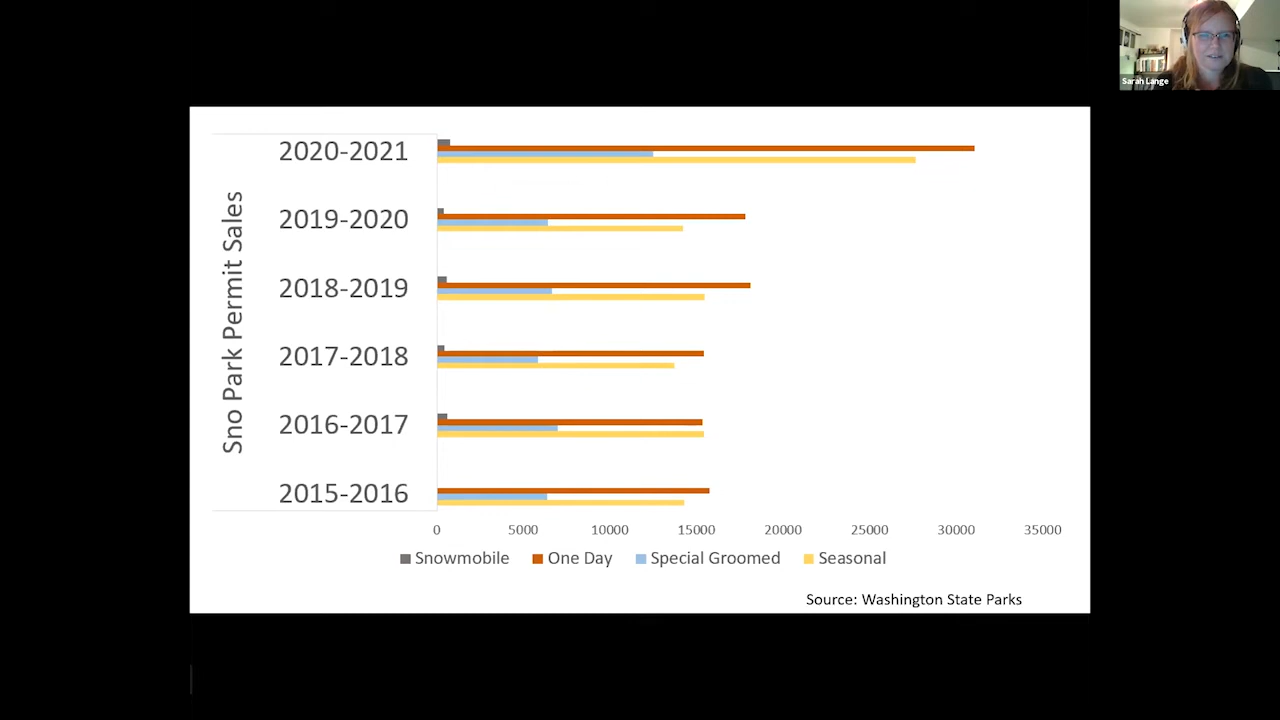 Sarah Lange
Sno Park Permit Sales
2020-2021
2019-2020
2018-2019
2017-2018
2016-2017
2015-2016
0 5000 10000 15000 20000 25000 30000 35000
Snowmobile One Day Special Groomed Seasonal
Source: Washington State Parks